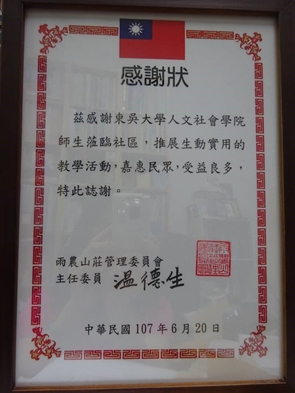 感謝狀
茲感謝東吳大學人文社會學院
師生蒞臨社區，推展生動實用的
教學活動，嘉惠民眾，受益良多，
特此誌謝。
雨農山莊管理委員會
主任委員 温德生
中華民國 107 年 6 月 20 日